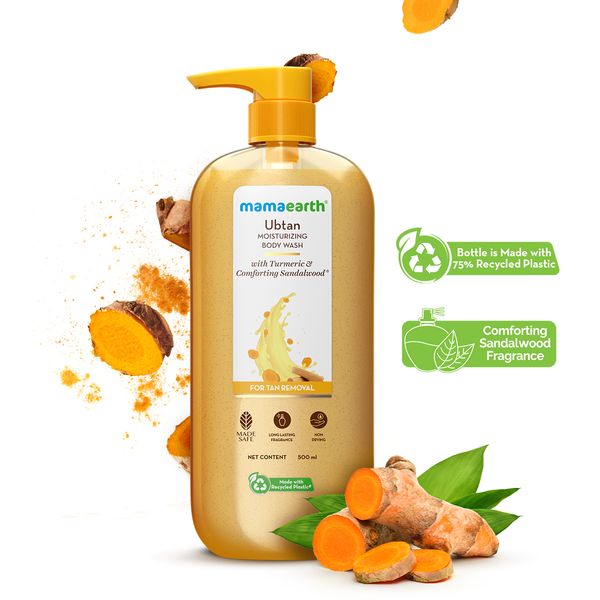 mamaearth®
Ubtan
MOISTURIZING
BODY WASH
with Turmeric &
Comforting Sandalwood*
FOR TAN REMOVAL
MADE
SAFE
LONG LASTING
FRAGRANCE
NON
DRYING
NET CONTENT 500 ml
Made with
Recycled Plastic*
Bottle is Made with
75% Recycled Plastic
Comforting
Sandalwood
Fragrance